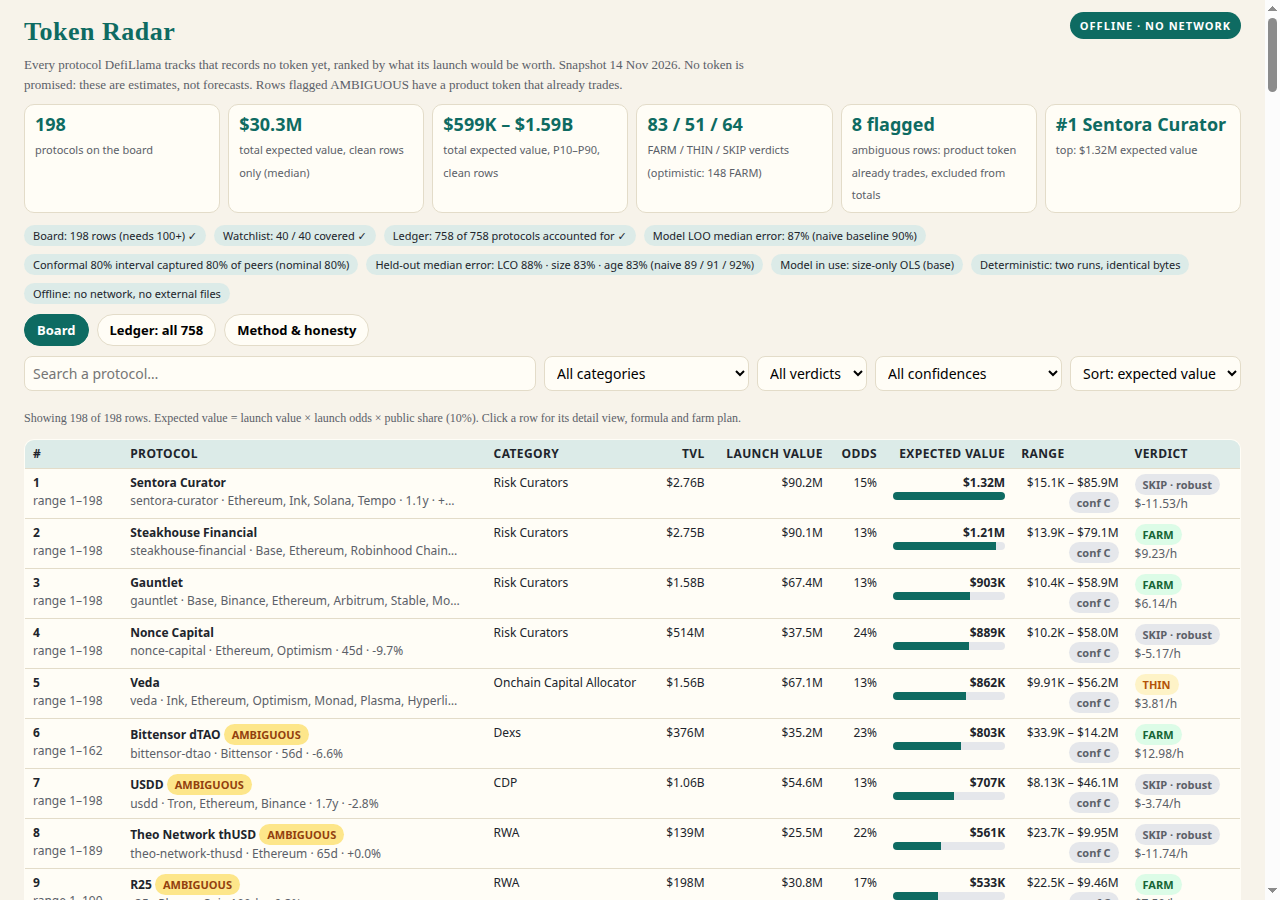 Token Radar
OFFLINE · NO NETWORK
Every protocol DefiLlama tracks that records no token yet, ranked by what its launch would be worth. Snapshot 14 Nov 2026. No token is
promised: these are estimates, not forecasts. Rows flagged AMBIGUOUS have a product token that already trades.
198
protocols on the board
$30.3M
total expected value, clean rows
only (median)
$599K – $1.59B
total expected value, P10–P90,
clean rows
83 / 51 / 64
FARM / THIN / SKIP verdicts
(optimistic: 148 FARM)
8 flagged
ambiguous rows: product token
already trades, excluded from
totals
#1 Sentora Curator
top: $1.32M expected value
Board: 198 rows (needs 100+) ✓
Watchlist: 40 / 40 covered ✓
Ledger: 758 of 758 protocols accounted for ✓
Model LOO median error: 87% (naive baseline 90%)
Conformal 80% interval captured 80% of peers (nominal 80%)
Held-out median error: LCO 88% · size 83% · age 83% (naive 89 / 91 / 92%)
Model in use: size-only OLS (base)
Deterministic: two runs, identical bytes
Offline: no network, no external files
Board
Ledger: all 758
Method & honesty
Search a protocol...
All categories
All verdicts
All confidences
Sort: expected value
Showing 198 of 198 rows. Expected value = launch value × launch odds × public share (10%). Click a row for its detail view, formula and farm plan.
# PROTOCOL CATEGORY TVL LAUNCH VALUE ODDS EXPECTED VALUE RANGE VERDICT
1 Sentora Curator Risk Curators $2.76B $90.2M 15% $1.32M $15.1K – $85.9M SKIP · robust
range 1–198 sentora-curator · Ethereum, Ink, Solana, Tempo · 1.1y · +... conf C $-11.53/h
2 Steakhouse Financial Risk Curators $2.75B $90.1M 13% $1.21M $13.9K – $79.1M FARM
range 1–198 steakhouse-financial · Base, Ethereum, Robinhood Chain... conf C $9.23/h
3 Gauntlet Risk Curators $1.58B $67.4M 13% $903K $10.4K – $58.9M FARM
range 1–198 gauntlet · Base, Binance, Ethereum, Arbitrum, Stable, Mo... conf C $6.14/h
4 Nonce Capital Risk Curators $514M $37.5M 24% $889K $10.2K – $58.0M SKIP · robust
range 1–198 nonce-capital · Ethereum, Optimism · 45d · -9.7% conf C $-5.17/h
5 Veda Onchain Capital Allocator $1.56B $67.1M 13% $862K $9.91K – $56.2M THIN
range 1–198 veda · Ink, Ethereum, Optimism, Monad, Plasma, Hyperli... conf C $3.81/h
6 Bittensor dTAO AMBIGUOUS Dexs $376M $35.2M 23% $803K $33.9K – $14.2M FARM
range 1–162 bittensor-dtao · Bittensor · 56d · -6.6% conf C $12.98/h
7 USDD AMBIGUOUS CDP $1.06B $54.6M 13% $707K $8.13K – $46.1M SKIP · robust
range 1–198 usdd · Tron, Ethereum, Binance · 1.7y · -2.8% conf C $-3.74/h
8 Theo Network thUSD AMBIGUOUS RWA $139M $25.5M 22% $561K $23.7K – $9.95M SKIP · robust
range 1–189 theo-network-thusd · Ethereum · 65d · +0.0% conf C $-11.74/h
9 R25 AMBIGUOUS RWA $198M $30.8M 17% $533K $22.5K – $9.46M FARM